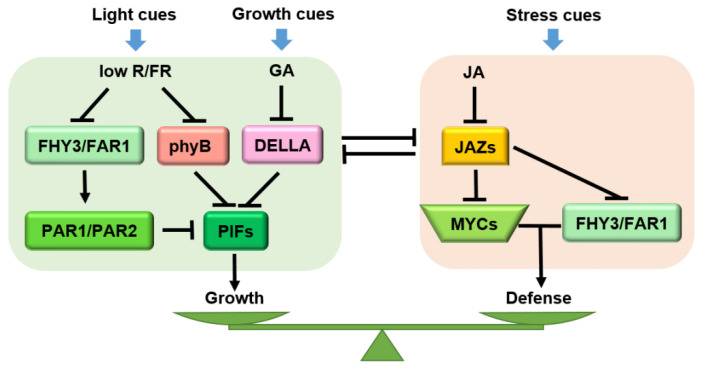 Light cues
Growth cues
Stress cues
low R/FR
GA
JA
FHY3/FAR1
phyB
DELLA
JAZs
PAR1/PAR2
PIFs
MYCs
FHY3/FAR1
Growth
Defense